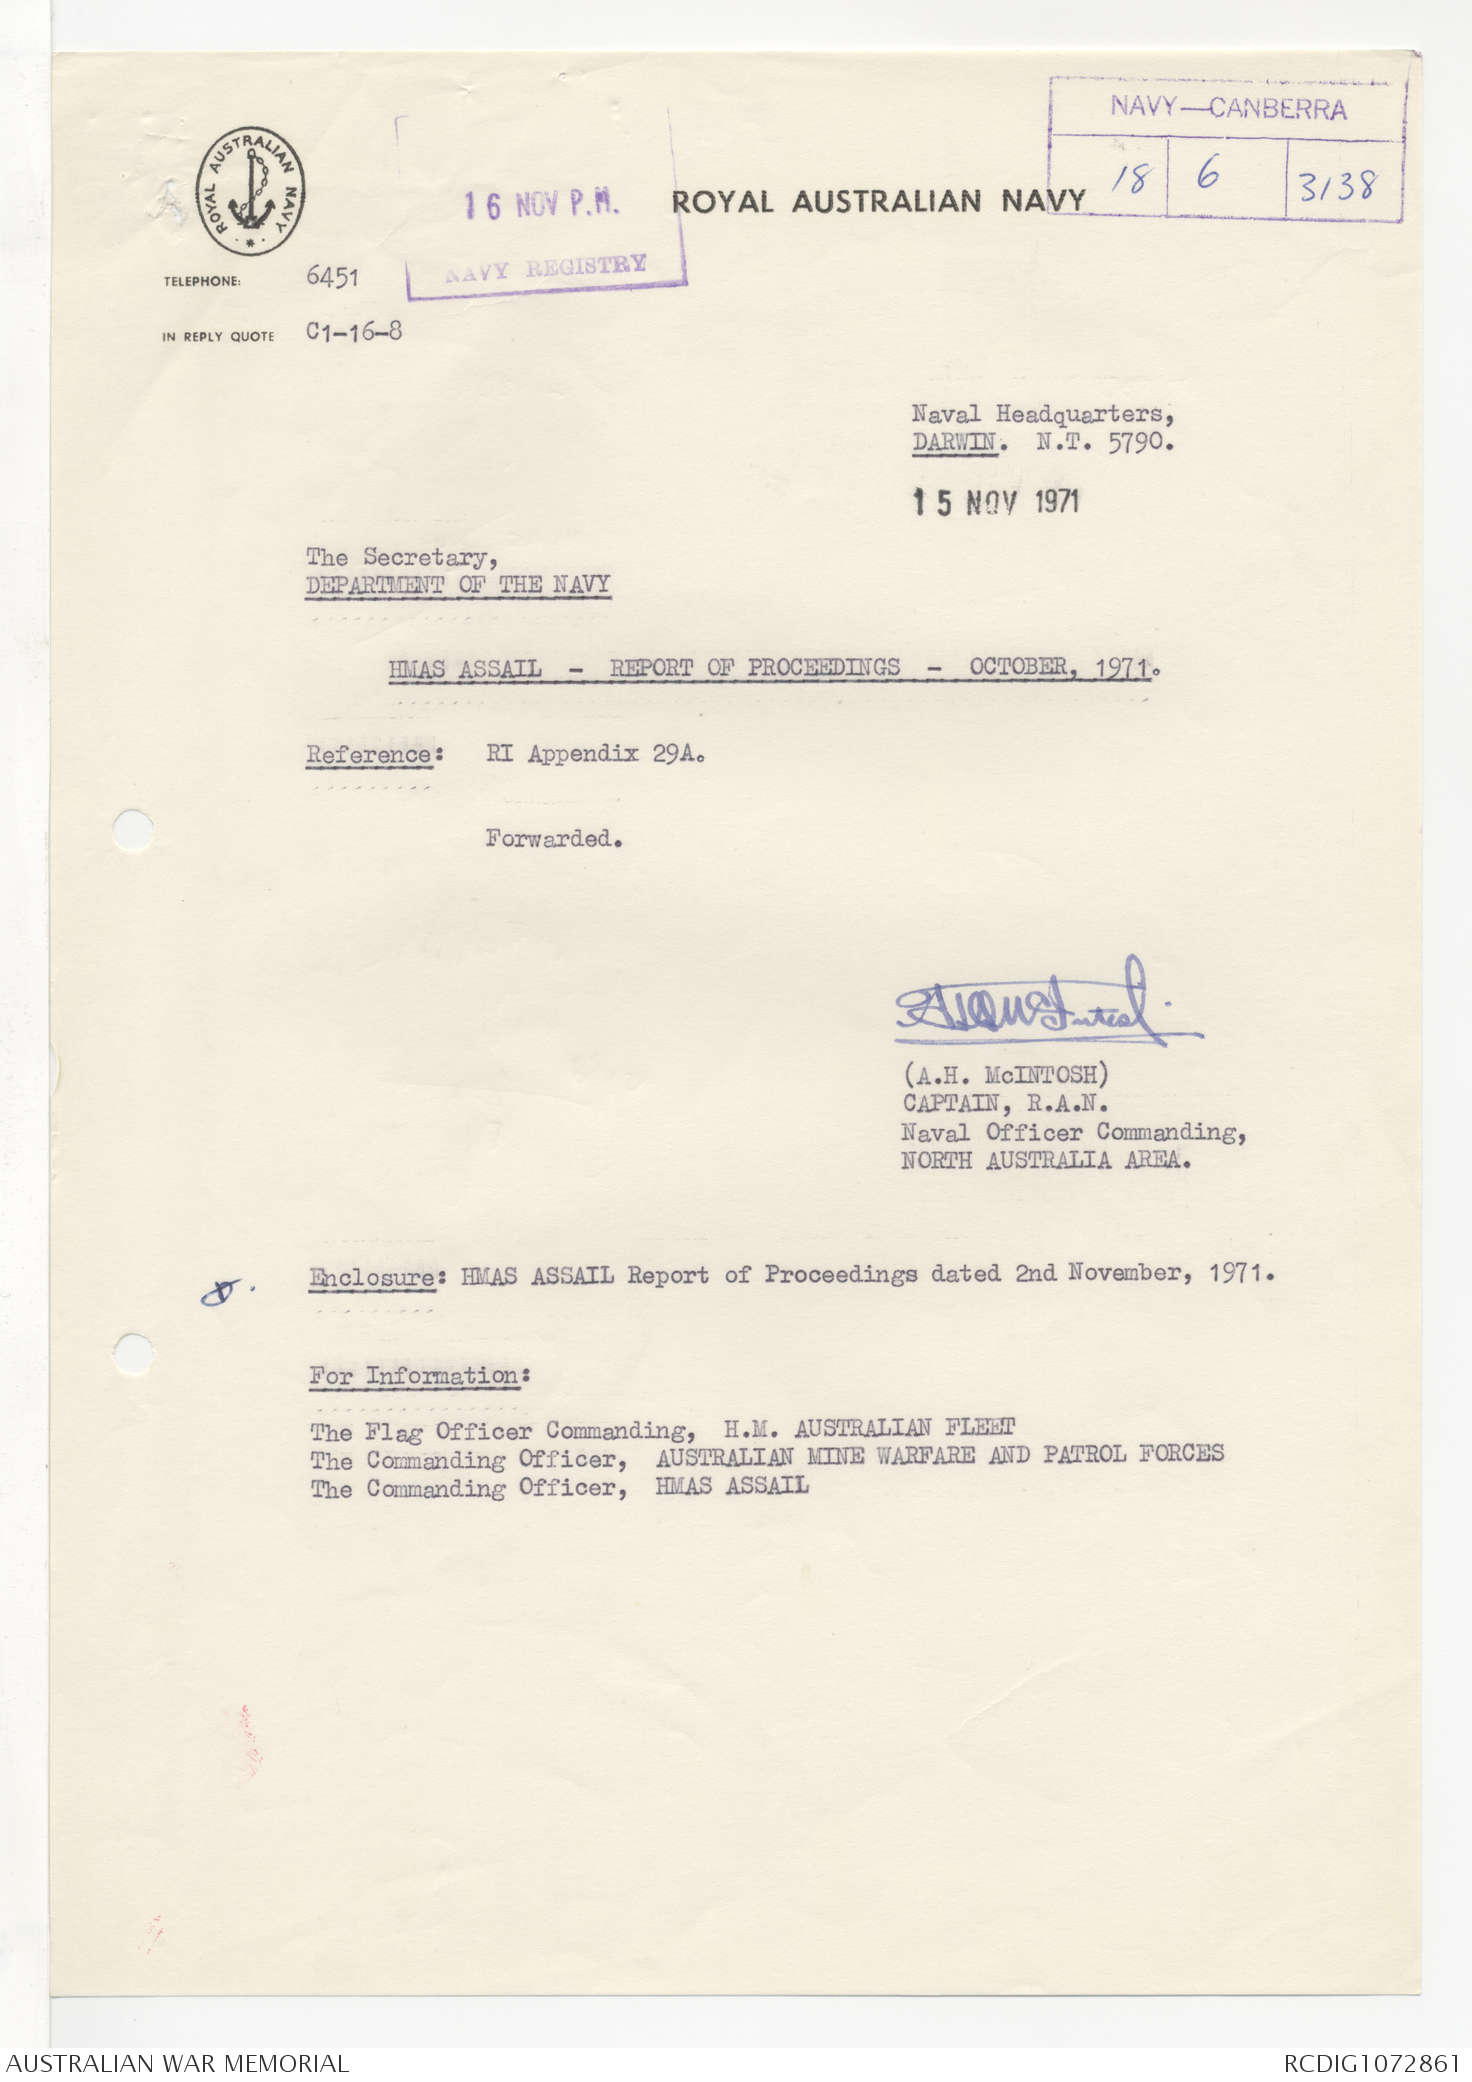 NAVY—CANBERRA
18 6 3138
ROYAL AUSTRALIAN NAVY
16 NOV P.M.
NAVY REGISTRY
ROYAL AUSTRALIAN NAVY
TELEPHONE: 6451
IN REPLY QUOTE C1-16-8
Naval Headquarters,
DARWIN. N.T. 5790.
15 NOV 1971
The Secretary,
DEPARTMENT OF THE NAVY
HMAS ASSAIL - REPORT OF PROCEEDINGS - OCTOBER, 1971.
Reference: RI Appendix 29A.
Forwarded.
(A.H. McINTOSH)
CAPTAIN, R.A.N.
Naval Officer Commanding,
NORTH AUSTRALIA AREA.
Enclosure: HMAS ASSAIL Report of Proceedings dated 2nd November, 1971.
For Information:
The Flag Officer Commanding, H.M. AUSTRALIAN FLEET
The Commanding Officer, AUSTRALIAN MINE WARFARE AND PATROL FORCES
The Commanding Officer, HMAS ASSAIL
AUSTRALIAN WAR MEMORIAL
RCDIG1072861